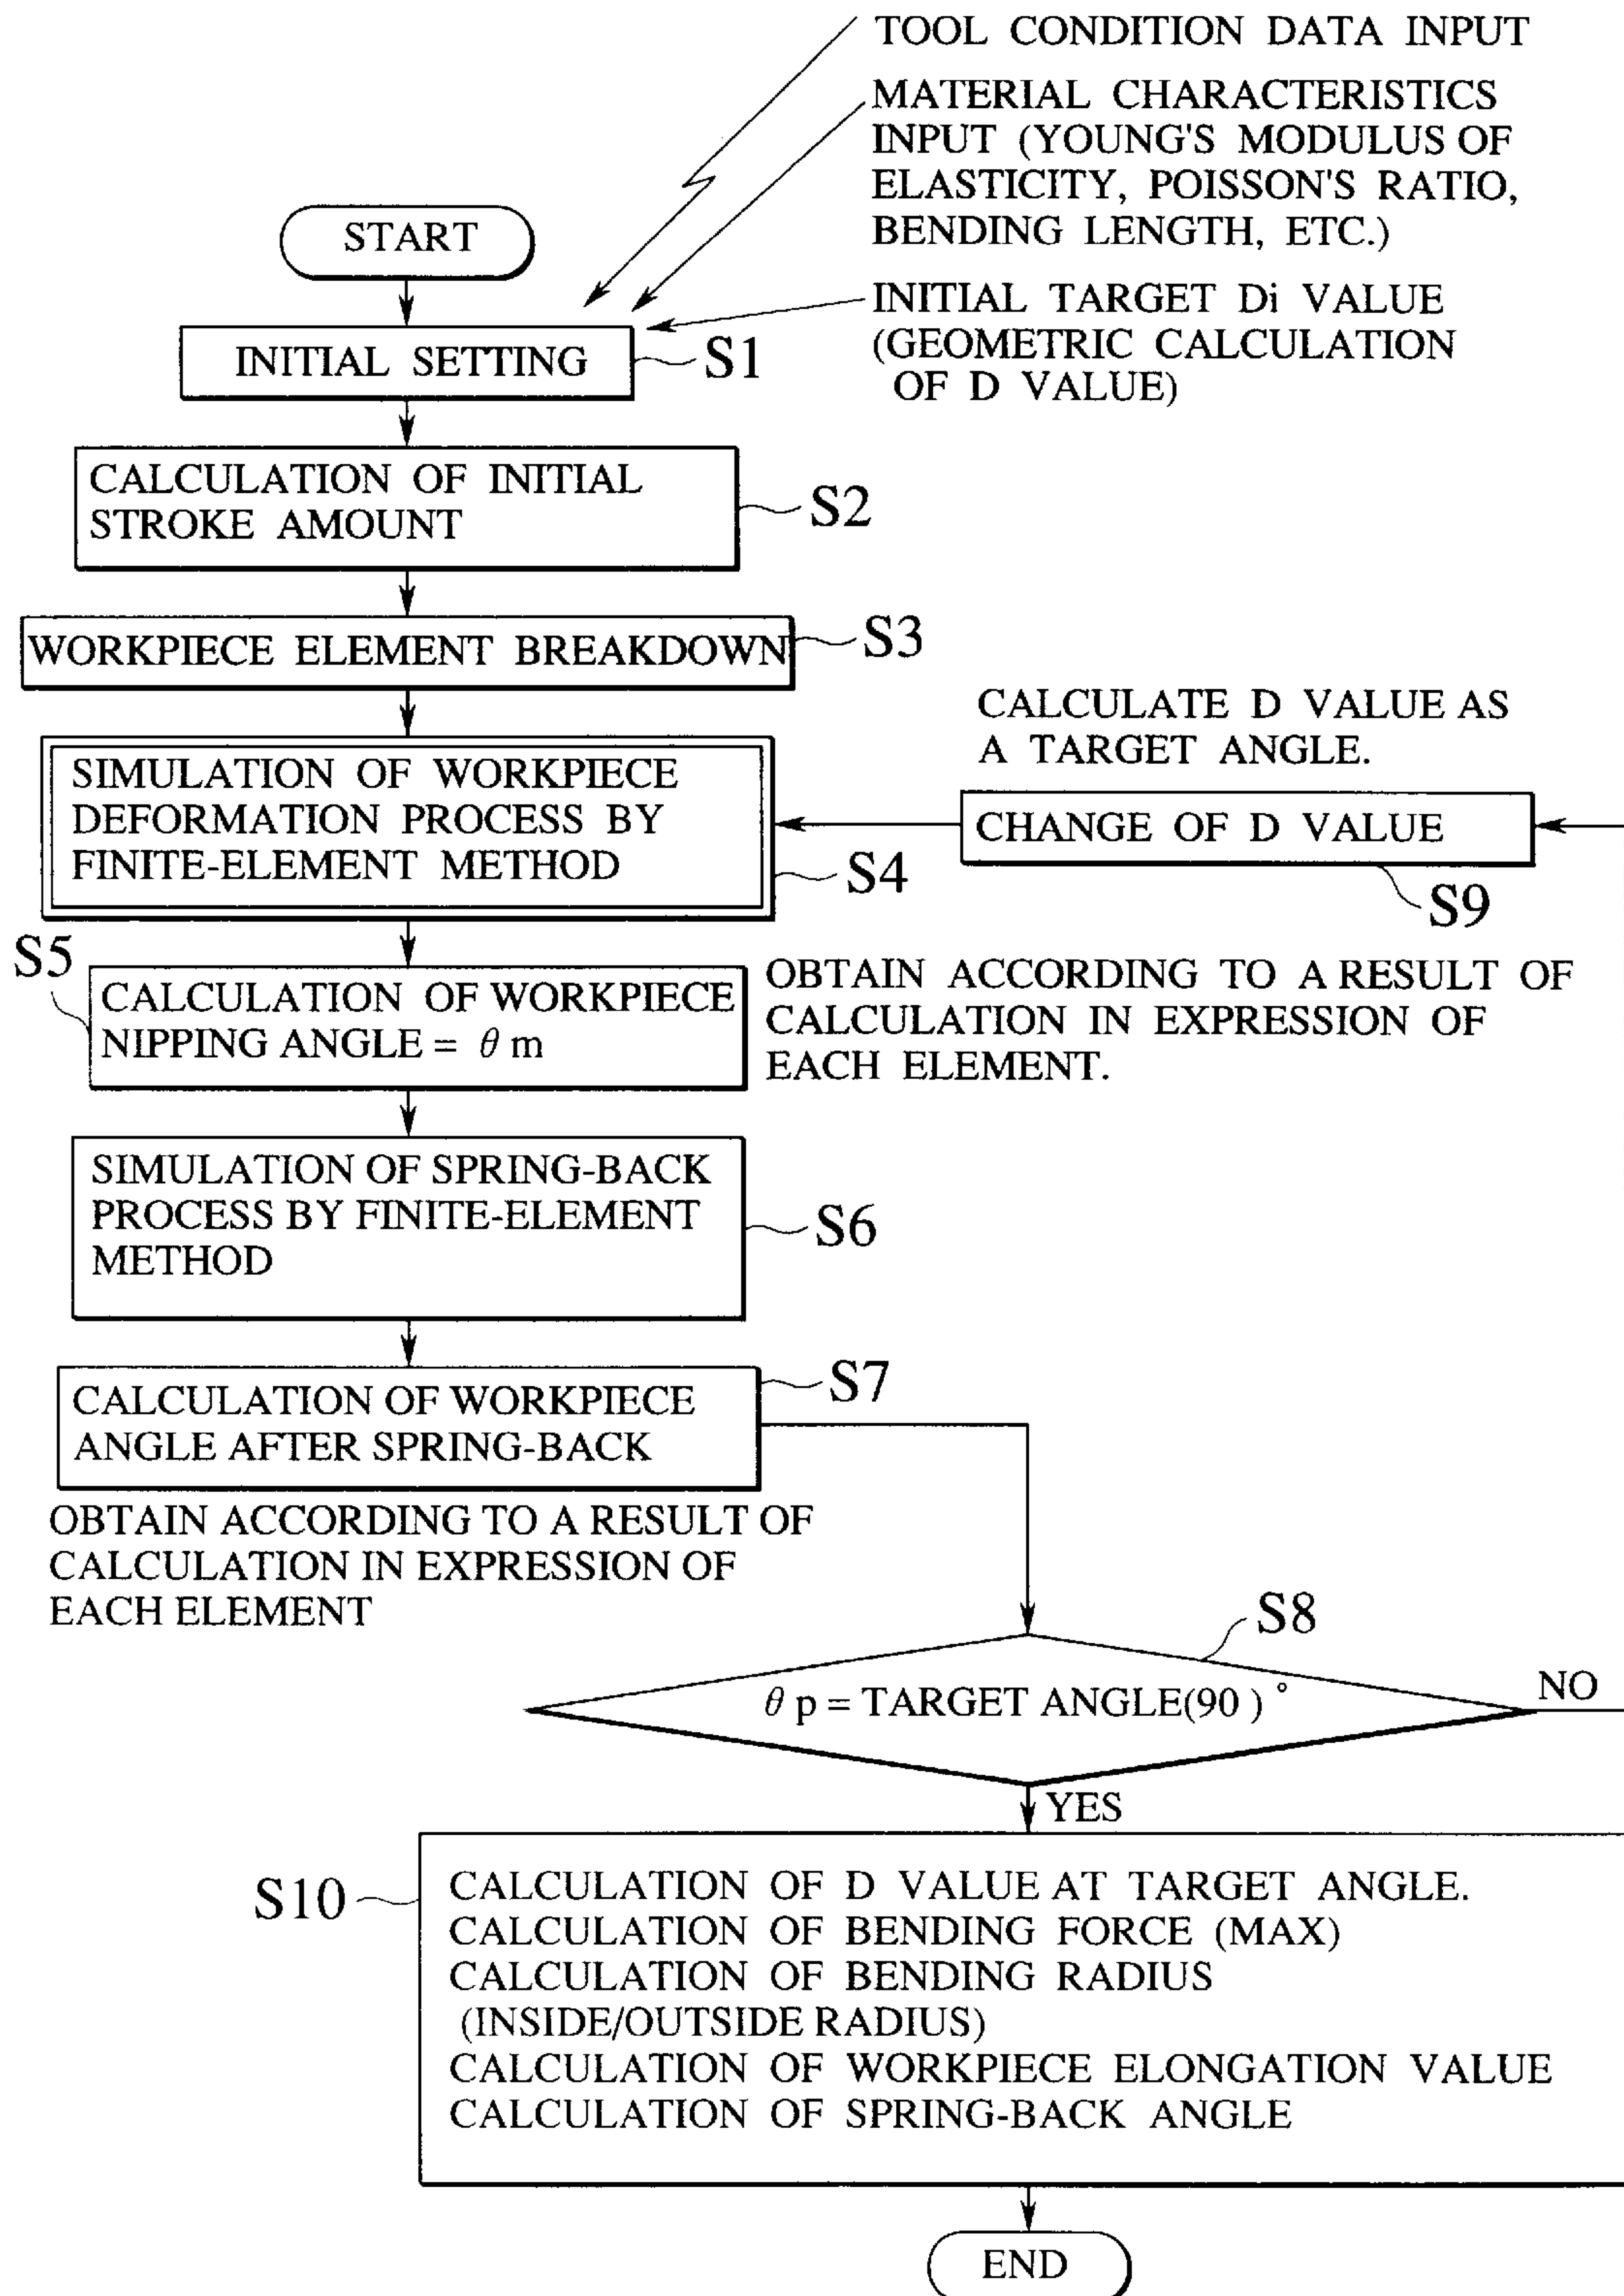 TOOL CONDITION DATA INPUT
MATERIAL CHARACTERISTICS
INPUT (YOUNG'S MODULUS OF
ELASTICITY, POISSON'S RATIO,
BENDING LENGTH, ETC.)
START
INITIAL TARGET Di VALUE
(GEOMETRIC CALCULATION
OF D VALUE)
INITIAL SETTING
S1
CALCULATION OF INITIAL
STROKE AMOUNT
S2
WORKPIECE ELEMENT BREAKDOWN
S3
SIMULATION OF WORKPIECE
DEFORMATION PROCESS BY
FINITE-ELEMENT METHOD
S4
CALCULATE D VALUE AS
A TARGET ANGLE.
CHANGE OF D VALUE
S9
S5
CALCULATION OF WORKPIECE
NIPPING ANGLE = θ m
OBTAIN ACCORDING TO A RESULT OF
CALCULATION IN EXPRESSION OF
EACH ELEMENT.
SIMULATION OF SPRING-BACK
PROCESS BY FINITE-ELEMENT
METHOD
S6
CALCULATION OF WORKPIECE
ANGLE AFTER SPRING-BACK
S7
OBTAIN ACCORDING TO A RESULT OF
CALCULATION IN EXPRESSION OF
EACH ELEMENT
S8
θ p = TARGET ANGLE(90 ) °
NO
YES
S10
CALCULATION OF D VALUE AT TARGET ANGLE.
CALCULATION OF BENDING FORCE (MAX)
CALCULATION OF BENDING RADIUS
(INSIDE/OUTSIDE RADIUS)
CALCULATION OF WORKPIECE ELONGATION VALUE
CALCULATION OF SPRING-BACK ANGLE
END